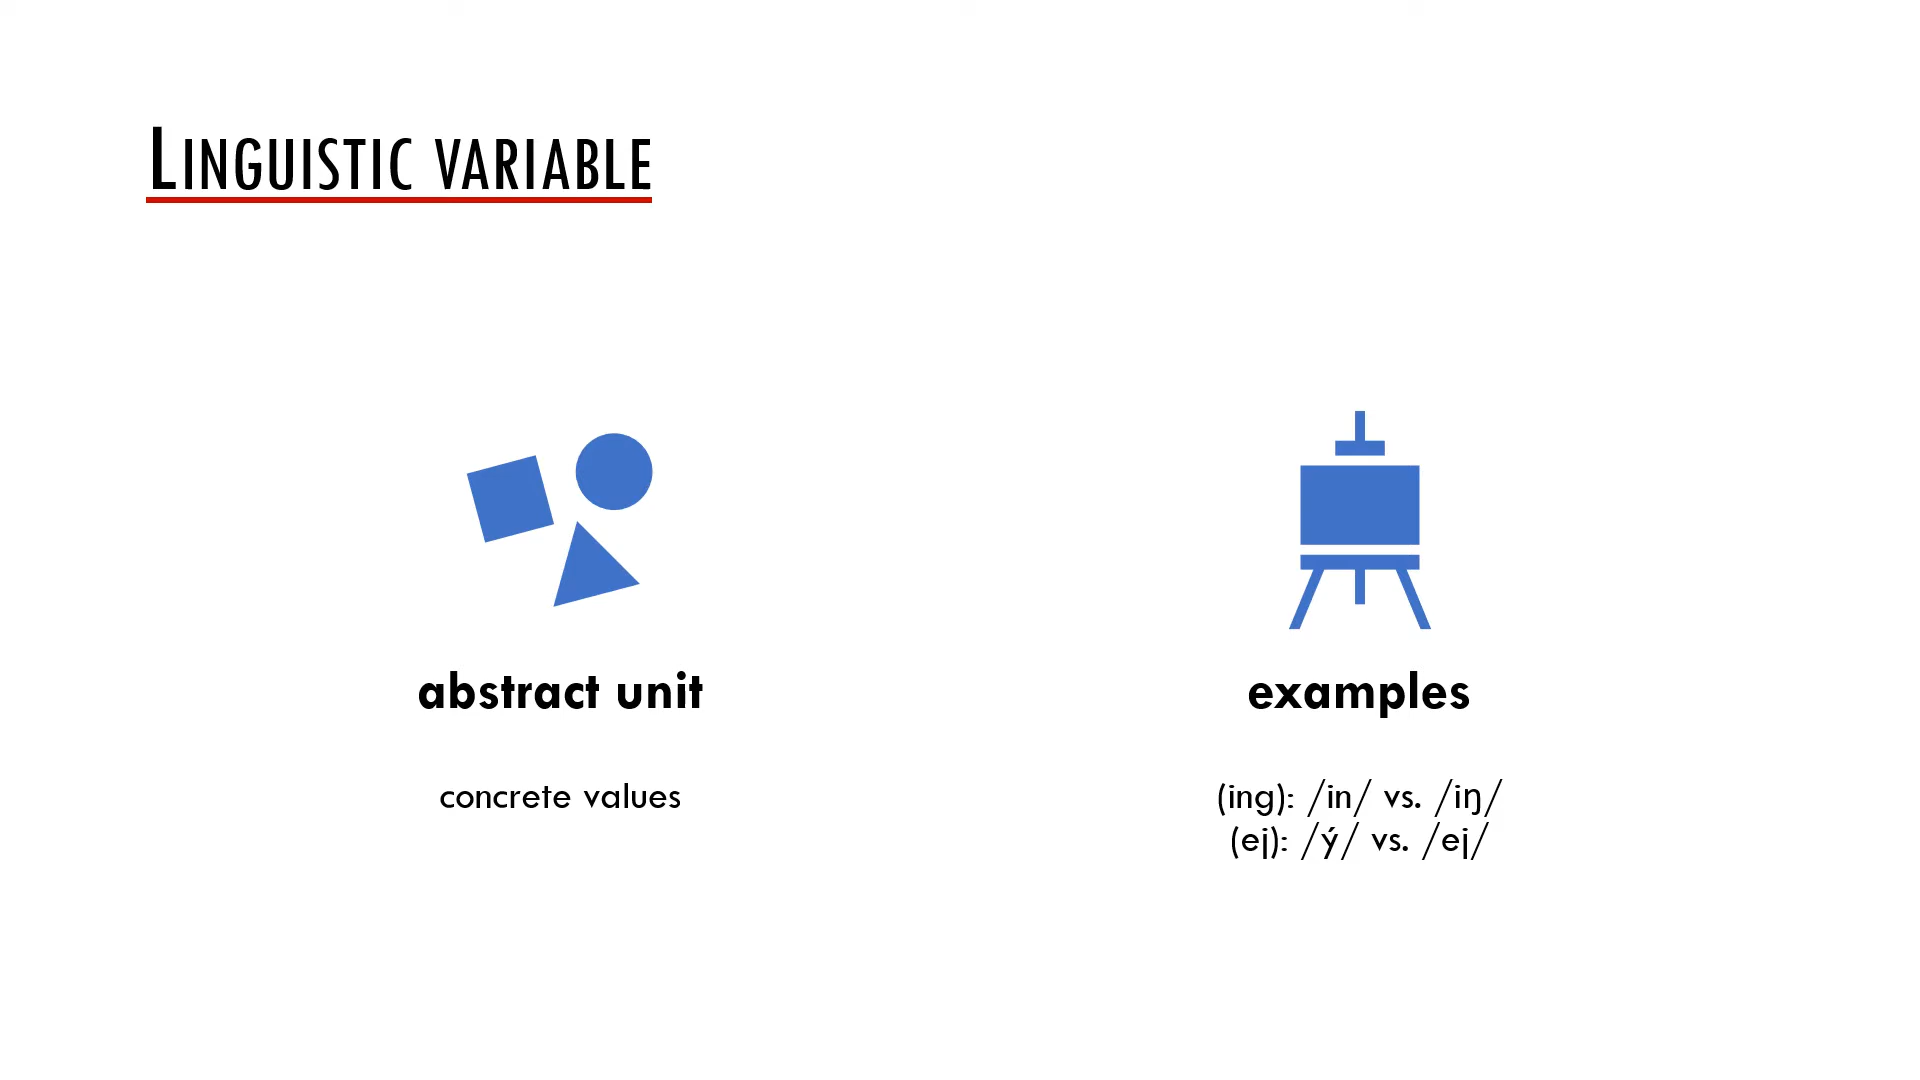 Linguistic variable
abstract unit
concrete values
examples
(ing): /in/ vs. /iŋ/
(ej): /ý/ vs. /ej/